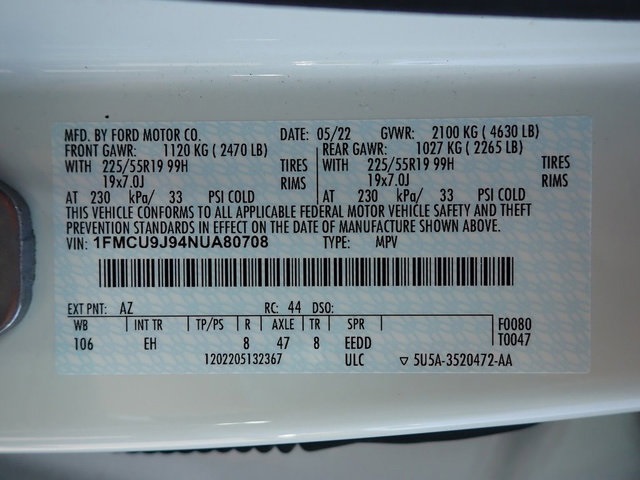 MFD. BY FORD MOTOR CO. DATE: 05/22 GVWR: 2100 KG ( 4630 LB)
FRONT GAWR: 1120 KG ( 2470 LB) REAR GAWR: 1027 KG ( 2265 LB)
WITH 225/55R19 99H TIRES WITH 225/55R19 99H TIRES
19x7.0J RIMS 19x7.0J RIMS
AT 230 kPa/ 33 PSI COLD AT 230 kPa/ 33 PSI COLD
THIS VEHICLE CONFORMS TO ALL APPLICABLE FEDERAL MOTOR VEHICLE SAFETY AND THEFT
PREVENTION STANDARDS IN EFFECT ON THE DATE OF MANUFACTURE SHOWN ABOVE.
VIN: 1FMCU9J94NUA80708 TYPE: MPV
EXT PNT: AZ RC: 44 DSO:
WB INT TR TP/PS R AXLE TR SPR F0080
106 EH 8 47 8 EEDD T0047
1202205132367 ULC ▽ 5U5A-3520472-AA